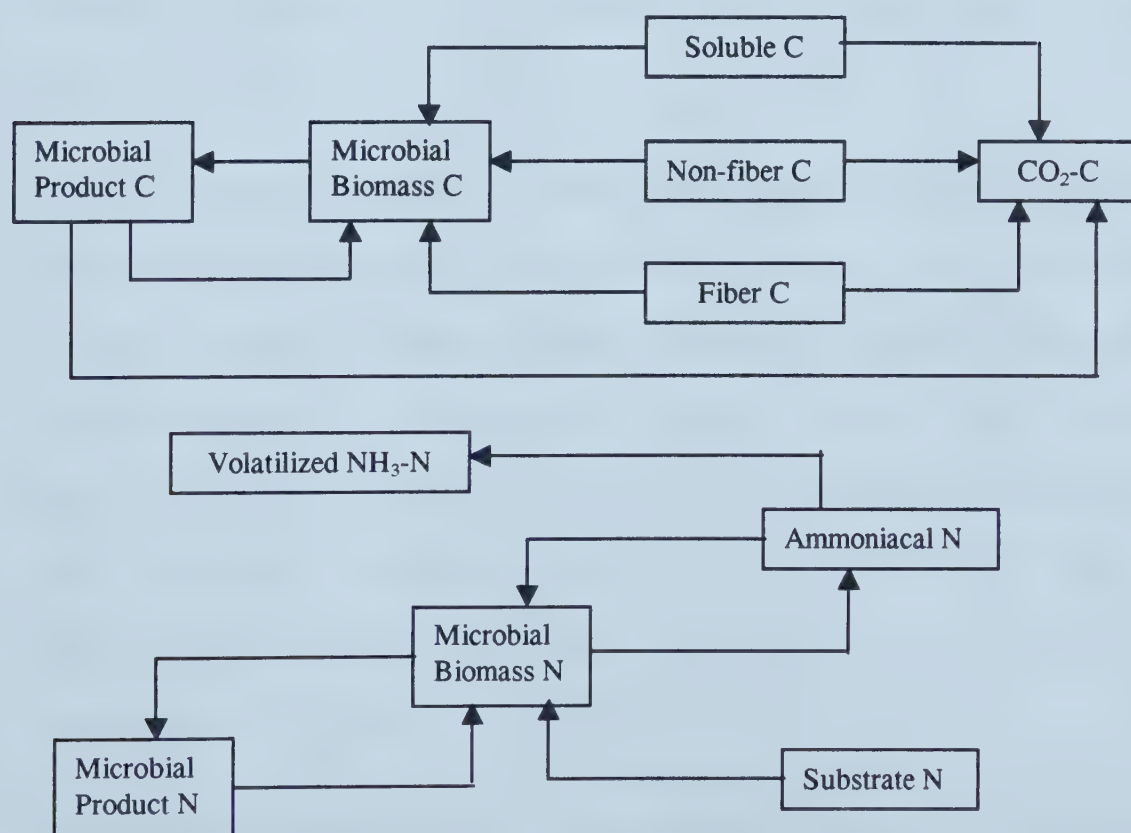 Soluble C
Microbial
Product C
Microbial
Biomass C
Non-fiber C
CO₂-C
Fiber C
Volatilized NH₃-N
Ammoniacal N
Microbial
Biomass N
Microbial
Product N
Substrate N